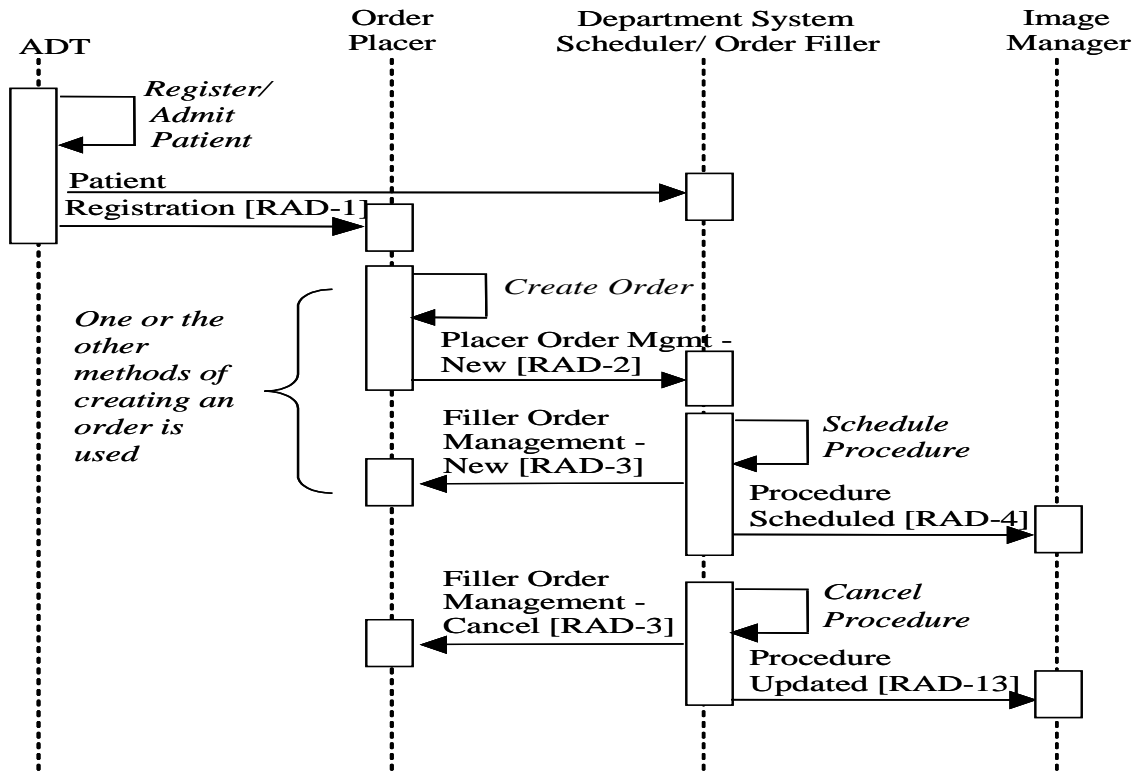 ADT
Order
Placer
Department System
Scheduler/ Order Filler
Image
Manager
Register/
Admit
Patient
Patient
Registration [RAD-1]
Create Order
One or the
other
methods of
creating an
order is
used
Placer Order Mgmt -
New [RAD-2]
Filler Order
Management -
New [RAD-3]
Schedule
Procedure
Procedure
Scheduled [RAD-4]
Filler Order
Management -
Cancel [RAD-3]
Cancel
Procedure
Procedure
Updated [RAD-13]